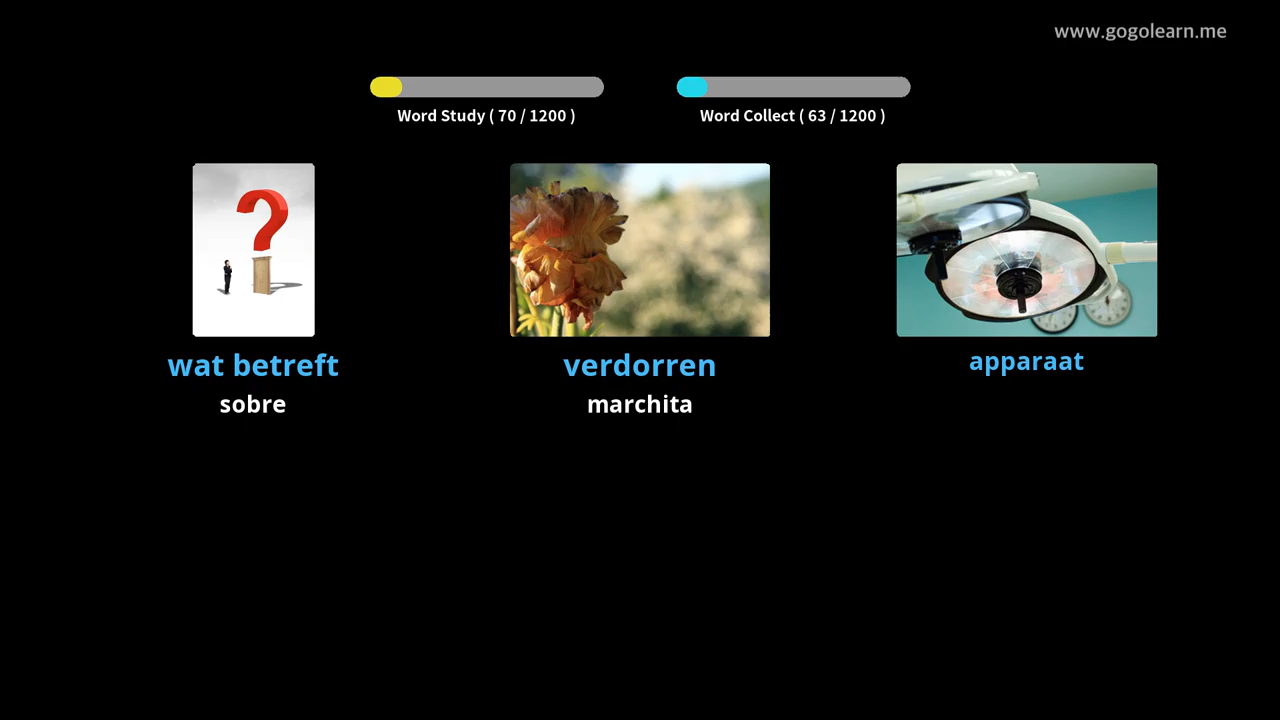 www.gogolearn.me
Word Study ( 70 / 1200 )
Word Collect ( 63 / 1200 )
wat betreft
sobre
verdorren
marchita
apparaat